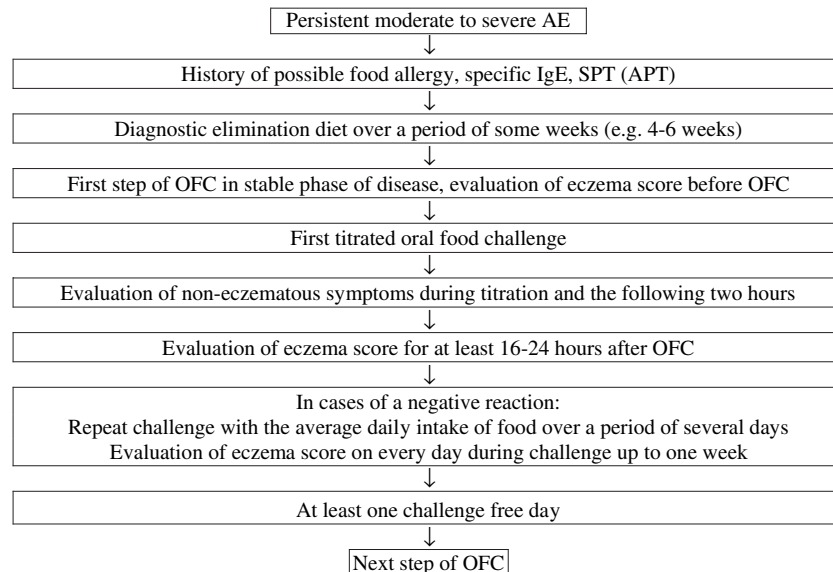 Persistent moderate to severe AE
↓
History of possible food allergy, specific IgE, SPT (APT)
↓
Diagnostic elimination diet over a period of some weeks (e.g. 4-6 weeks)
↓
First step of OFC in stable phase of disease, evaluation of eczema score before OFC
↓
First titrated oral food challenge
↓
Evaluation of non-eczematous symptoms during titration and the following two hours
↓
Evaluation of eczema score for at least 16-24 hours after OFC
↓
In cases of a negative reaction:
Repeat challenge with the average daily intake of food over a period of several days
Evaluation of eczema score on every day during challenge up to one week
↓
At least one challenge free day
↓
Next step of OFC